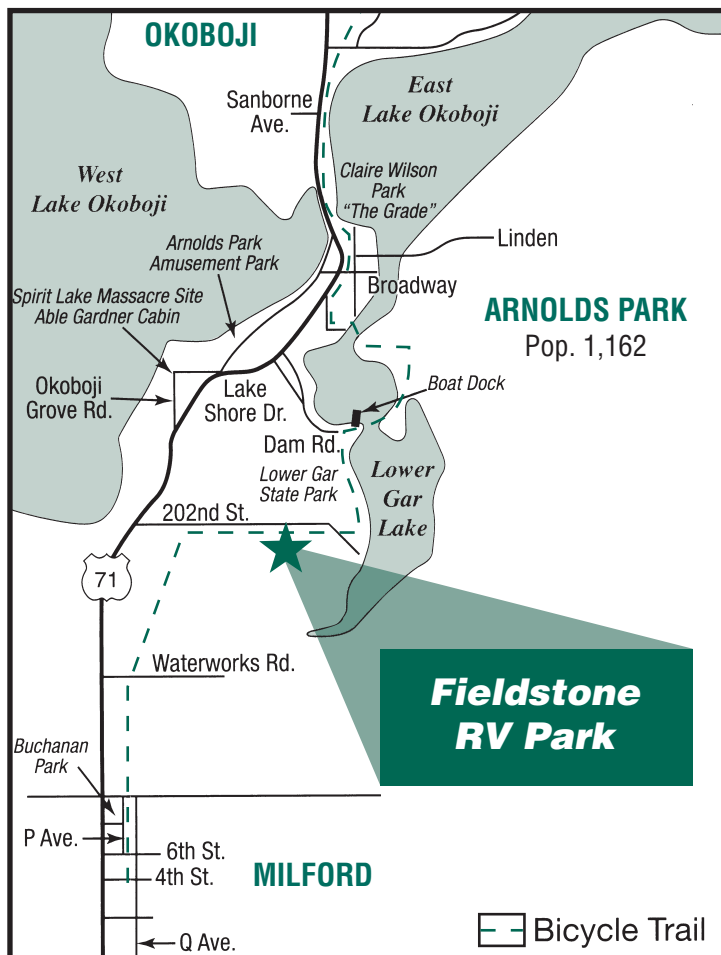 OKOBOJI
East
Lake Okoboji
Sanborne
Ave.
Claire Wilson
Park
“The Grade”
West
Lake Okoboji
Arnolds Park
Amusement Park
Linden
Broadway
Spirit Lake Massacre Site
Able Gardner Cabin
ARNOLDS PARK
Pop. 1,162
Okoboji
Grove Rd.
Lake
Shore Dr.
Boat Dock
Dam Rd.
Lower Gar
State Park
Lower
Gar
Lake
202nd St.
71
Waterworks Rd.
Fieldstone
RV Park
Buchanan
Park
P Ave.
6th St.
4th St.
MILFORD
Q Ave.
Bicycle Trail